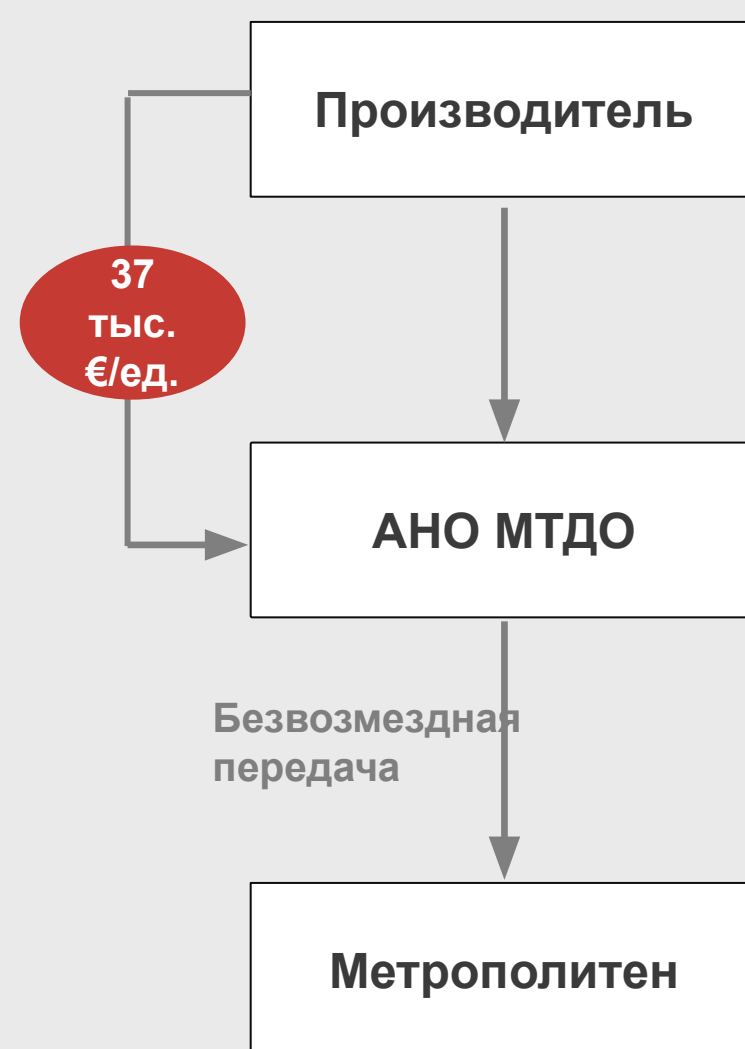 Производитель
37
тыс.
€/ед.
АНО МТДО
Безвозмездная
передача
Метрополитен